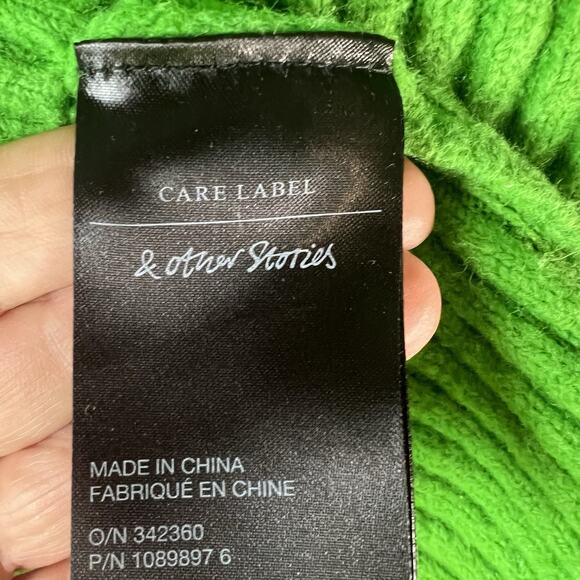 CARE LABEL
& other Stories
MADE IN CHINA
FABRIQUÉ EN CHINE
O/N 342360
P/N 1089897 6